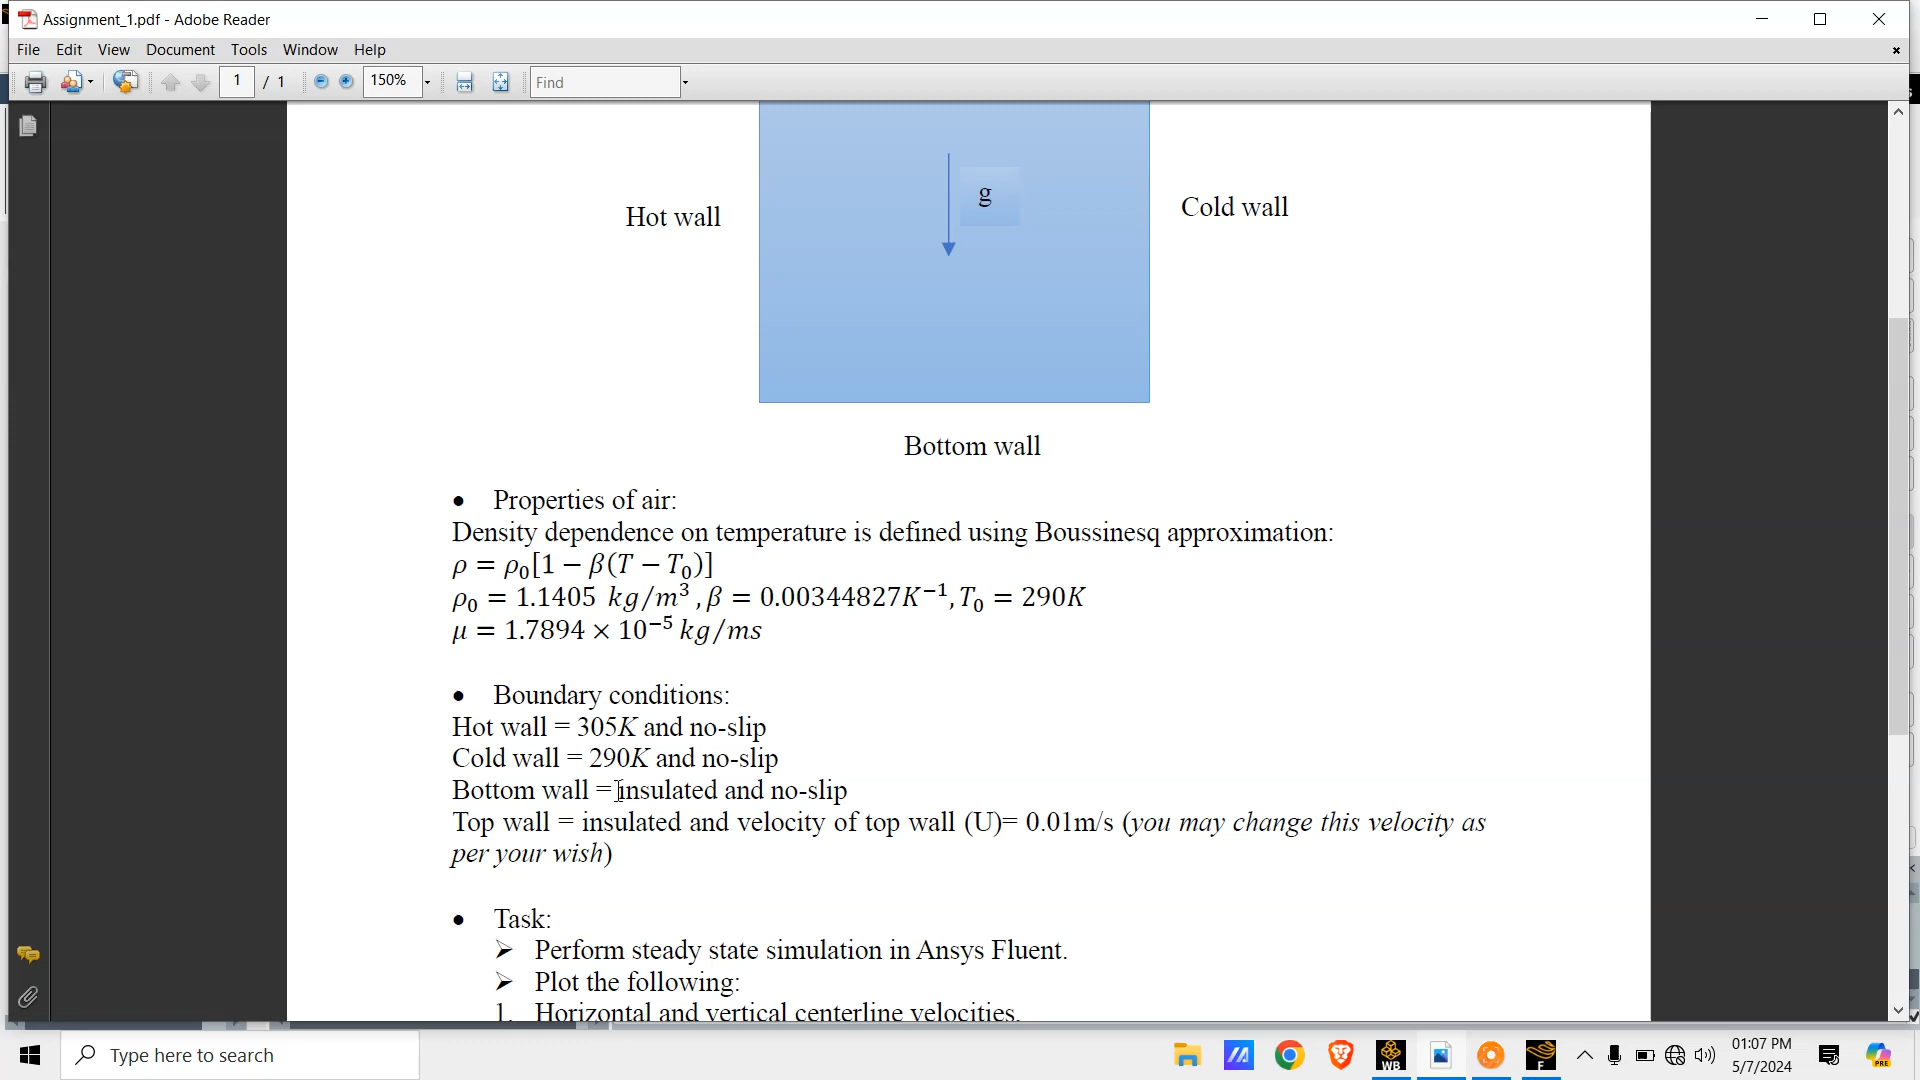 Assignment_1.pdf - Adobe Reader
File Edit View Document Tools Window Help
1 / 1 150% Find
g
Hot wall
Cold wall
Bottom wall
• Properties of air:
Density dependence on temperature is defined using Boussinesq approximation:
ρ = ρ₀[1 − β(T − T₀)]
ρ₀ = 1.1405 kg/m³, β = 0.00344827K⁻¹, T₀ = 290K
μ = 1.7894 × 10⁻⁵ kg/ms
• Boundary conditions:
Hot wall = 305K and no-slip
Cold wall = 290K and no-slip
Bottom wall = insulated and no-slip
Top wall = insulated and velocity of top wall (U)= 0.01m/s (you may change this velocity as
per your wish)
• Task:
➢ Perform steady state simulation in Ansys Fluent.
➢ Plot the following:
1. Horizontal and vertical centerline velocities.
Type here to search
WB
F
01:07 PM
5/7/2024
PRE